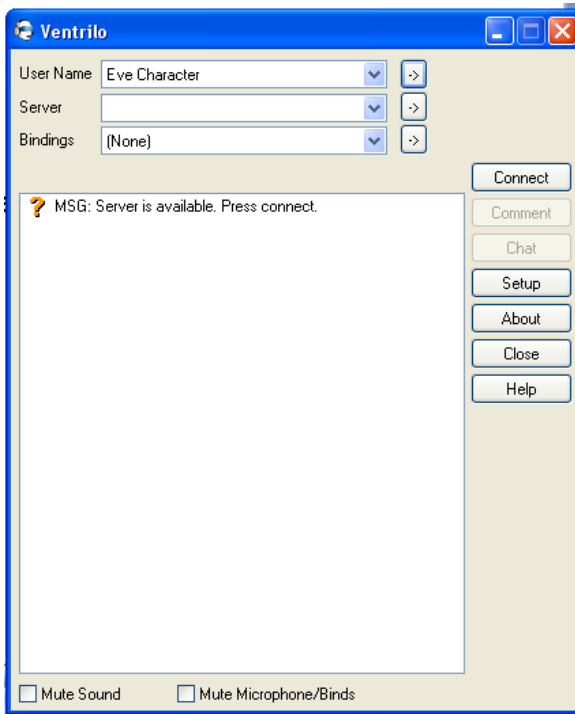 Ventrilo
User Name Eve Character ->
Server ->
Bindings (None) ->
Connect
MSG: Server is available. Press connect.
Comment
Chat
Setup
About
Close
Help
Mute Sound Mute Microphone/Binds